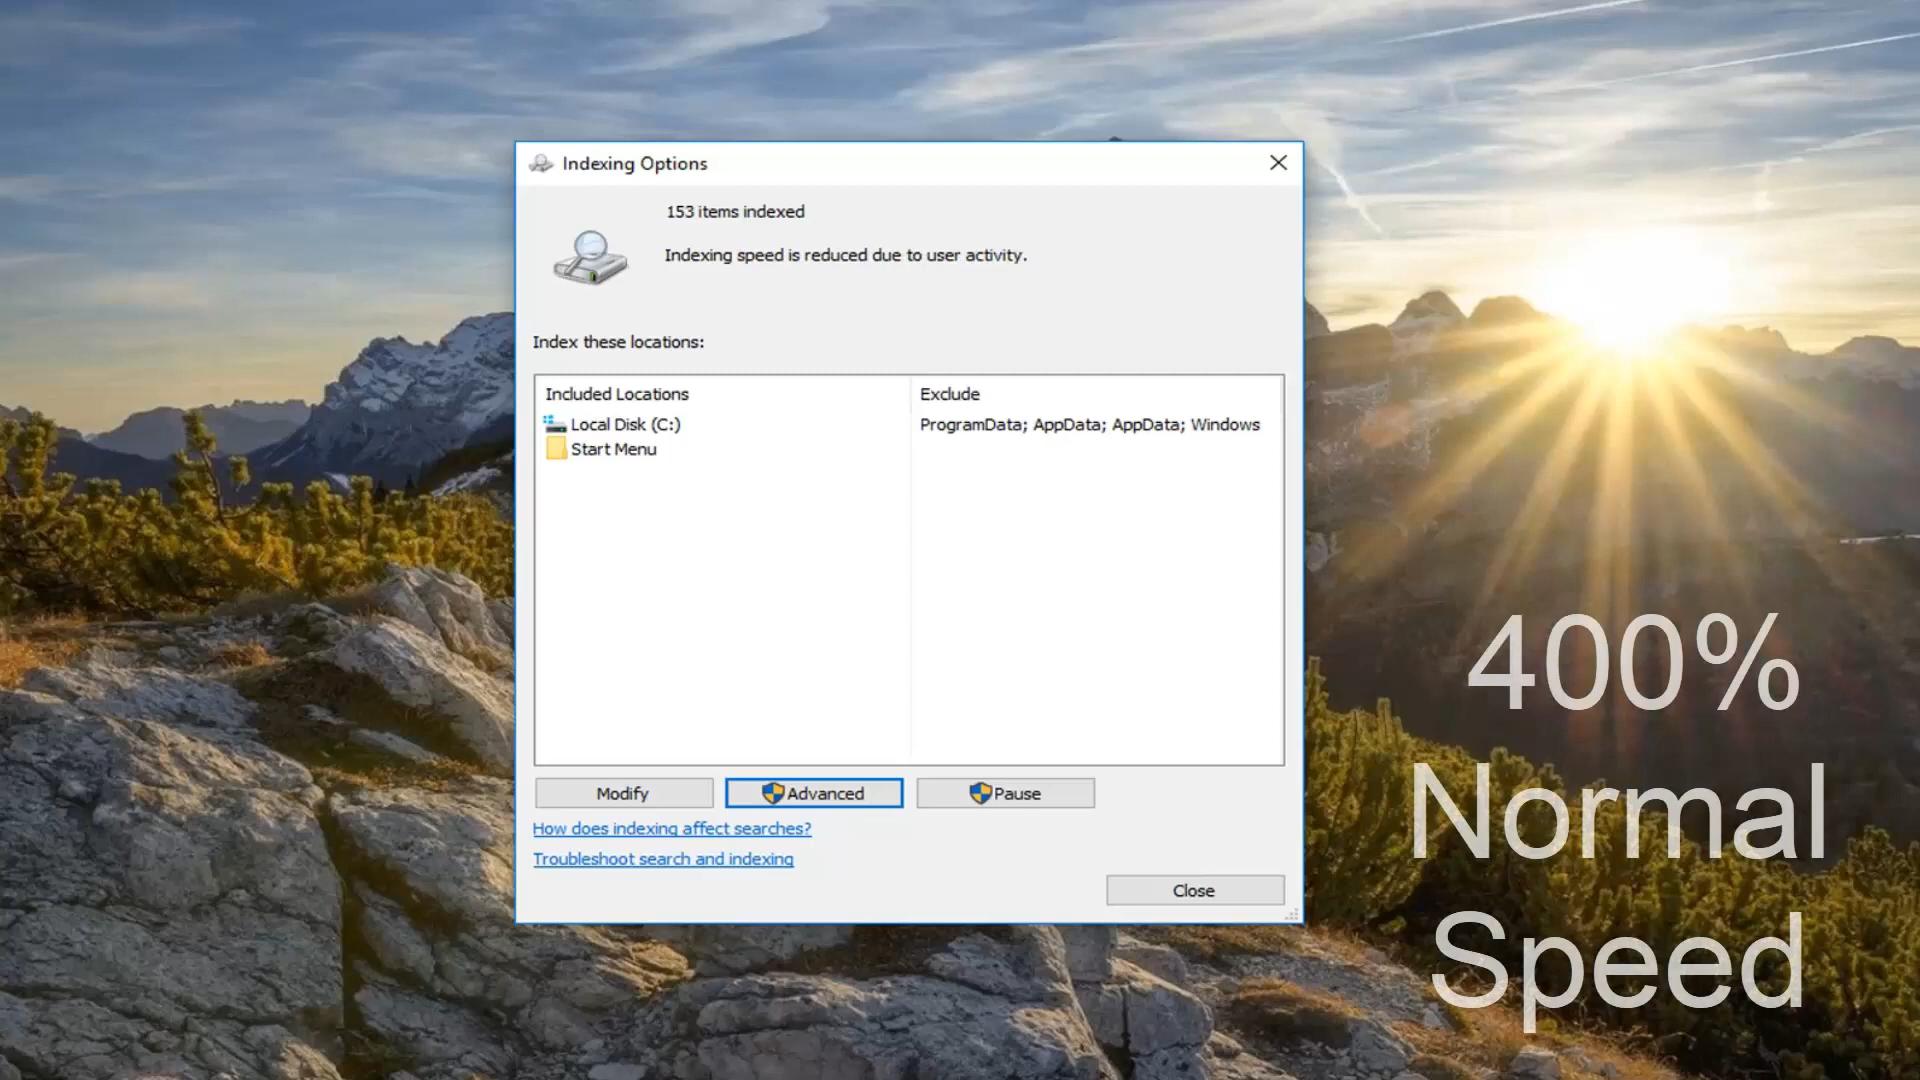 Indexing Options
153 items indexed
Indexing speed is reduced due to user activity.
Index these locations:
Included Locations
Exclude
Local Disk (C:)
ProgramData; AppData; AppData; Windows
Start Menu
Modify
Advanced
Pause
How does indexing affect searches?
Troubleshoot search and indexing
Close
400%
Normal
Speed